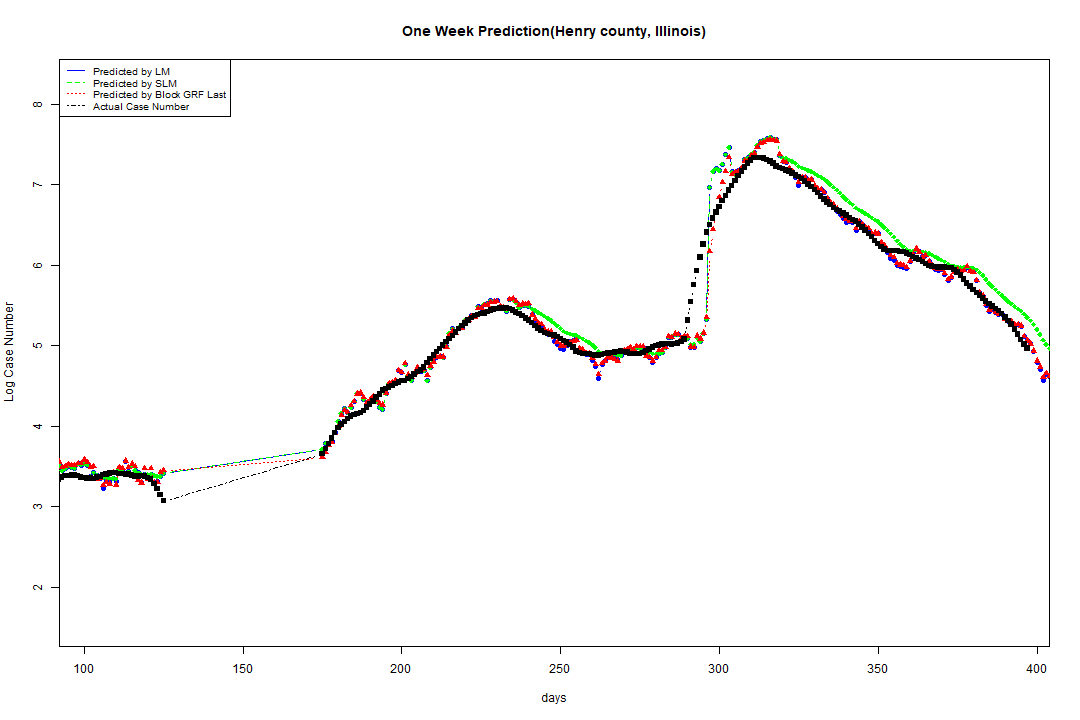 One Week Prediction(Henry county, Illinois)
Predicted by LM
Predicted by SLM
Predicted by Block GRF Last
Actual Case Number
8
7
6
5
4
3
2
Log Case Number
100 150 200 250 300 350 400
days